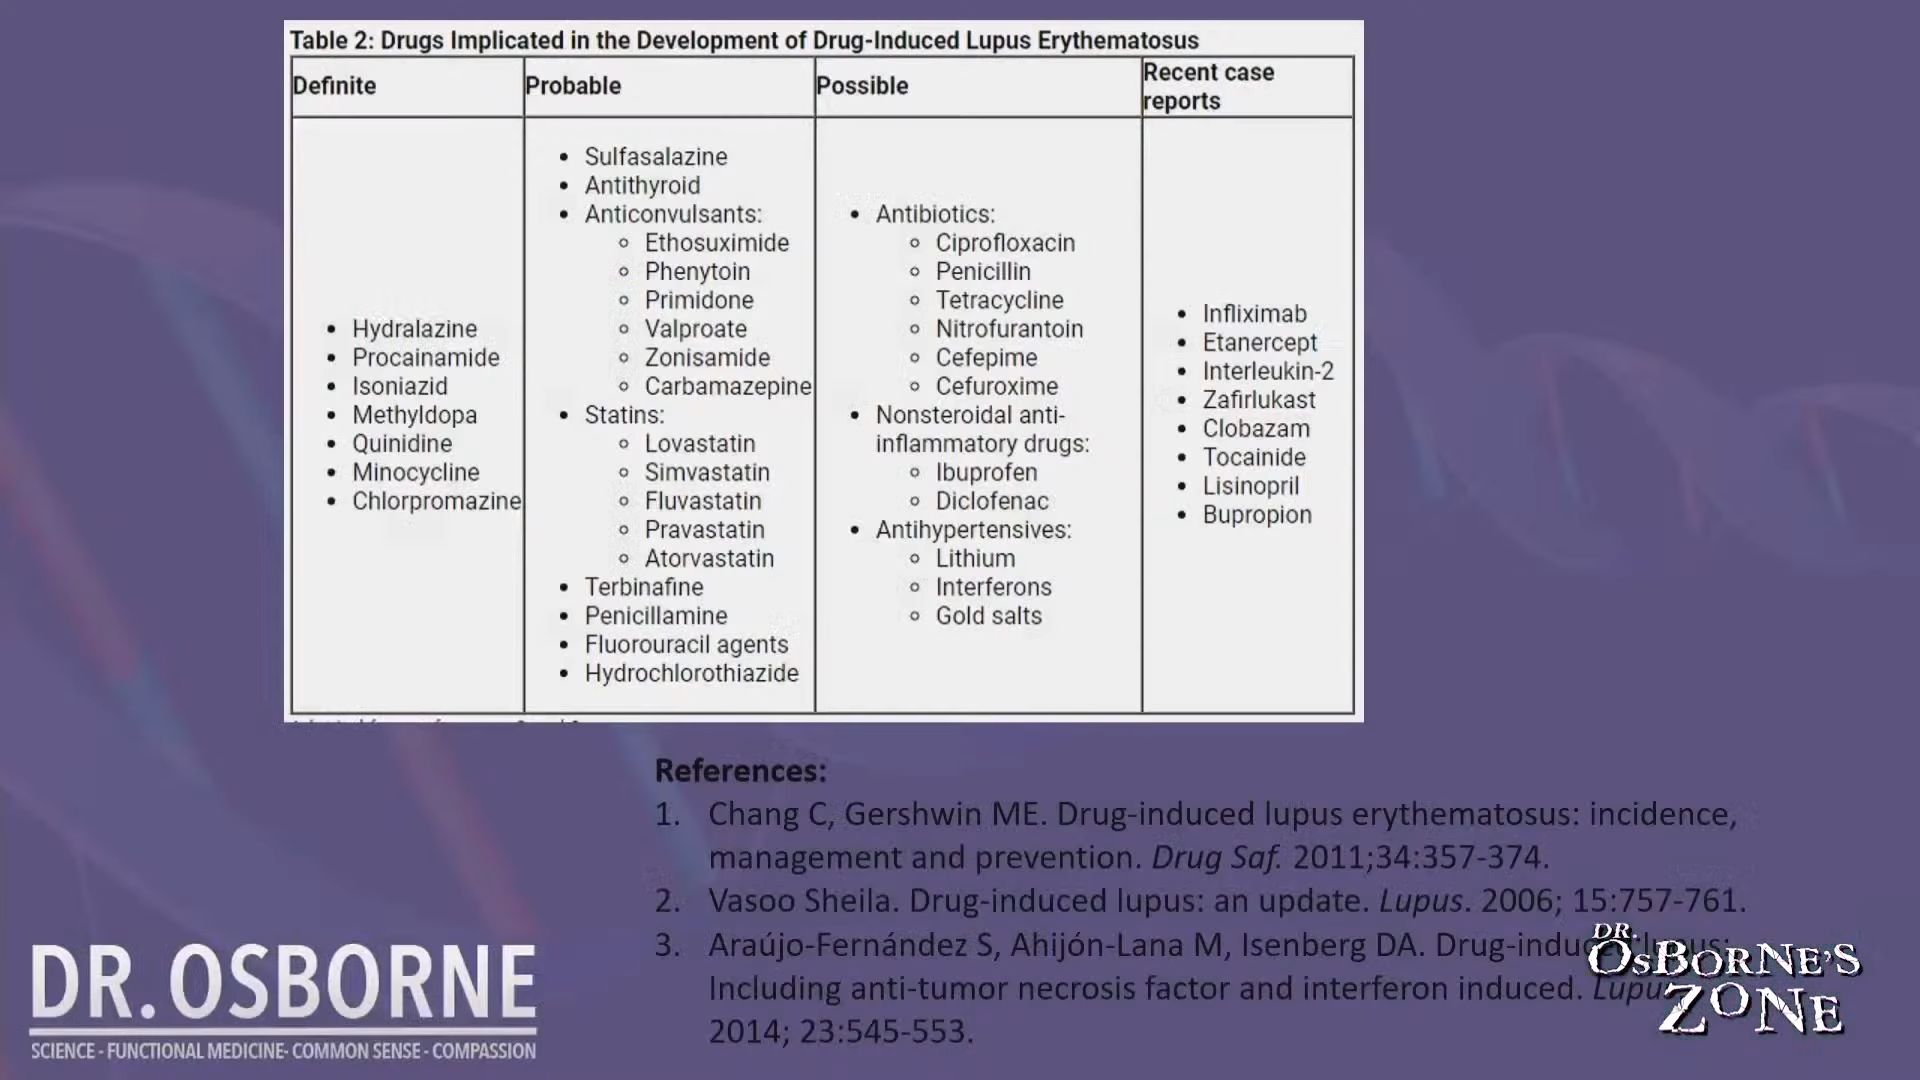 Table 2: Drugs Implicated in the Development of Drug-Induced Lupus Erythematosus
Definite
Probable
Possible
Recent case
reports
Hydralazine
Procainamide
Isoniazid
Methyldopa
Quinidine
Minocycline
Chlorpromazine
Sulfasalazine
Antithyroid
Anticonvulsants:
Ethosuximide
Phenytoin
Primidone
Valproate
Zonisamide
Carbamazepine
Statins:
Lovastatin
Simvastatin
Fluvastatin
Pravastatin
Atorvastatin
Terbinafine
Penicillamine
Fluorouracil agents
Hydrochlorothiazide
Antibiotics:
Ciprofloxacin
Penicillin
Tetracycline
Nitrofurantoin
Cefepime
Cefuroxime
Nonsteroidal anti-
inflammatory drugs:
Ibuprofen
Diclofenac
Antihypertensives:
Lithium
Interferons
Gold salts
Infliximab
Etanercept
Interleukin-2
Zafirlukast
Clobazam
Tocainide
Lisinopril
Bupropion
References:
1. Chang C, Gershwin ME. Drug-induced lupus erythematosus: incidence,
management and prevention. Drug Saf. 2011;34:357-374.
2. Vasoo Sheila. Drug-induced lupus: an update. Lupus. 2006; 15:757-761.
3. Araújo-Fernández S, Ahijón-Lana M, Isenberg DA. Drug-induced lupus:
Including anti-tumor necrosis factor and interferon induced.
2014; 23:545-553.
DR. OSBORNE
SCIENCE - FUNCTIONAL MEDICINE- COMMON SENSE - COMPASSION
DR.
OSBORNE'S
ZONE